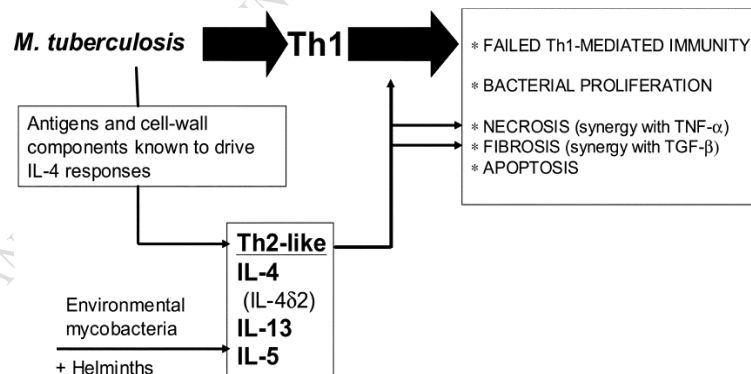 M. tuberculosis
Th1
* FAILED Th1-MEDIATED IMMUNITY
* BACTERIAL PROLIFERATION
* NECROSIS (synergy with TNF-α)
* FIBROSIS (synergy with TGF-β)
* APOPTOSIS
Antigens and cell-wall
components known to drive
IL-4 responses
Th2-like
IL-4
(IL-4δ2)
IL-13
IL-5
Environmental
mycobacteria
+ Helminths